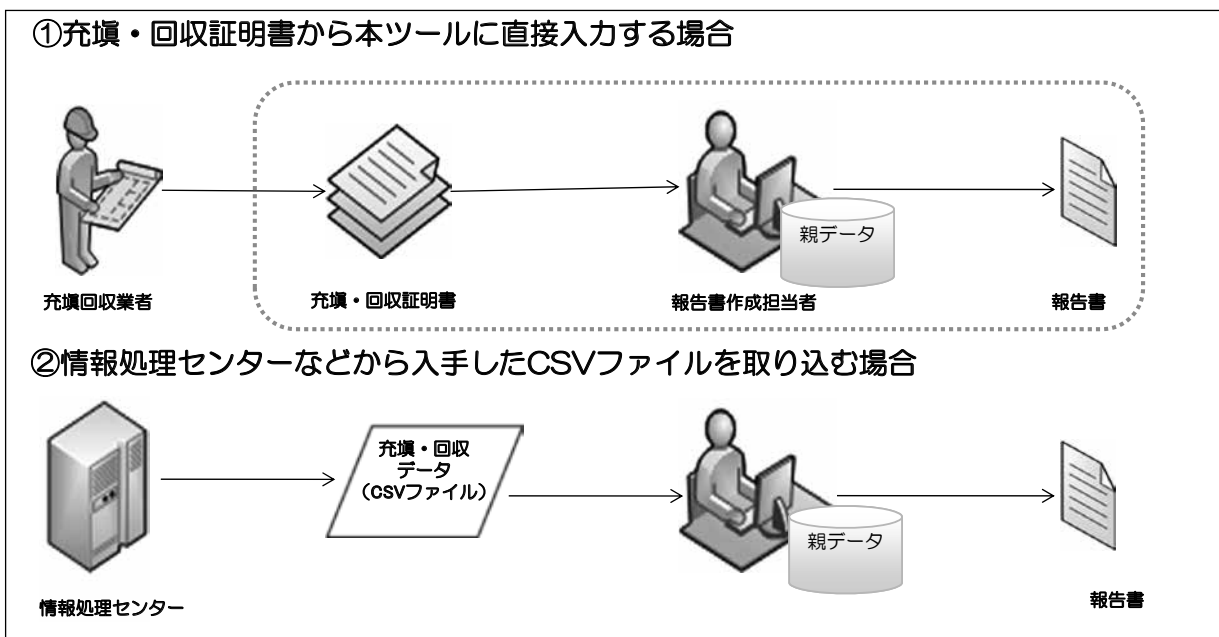 ①充塡・回収証明書から本ツールに直接入力する場合
親データ
充塡回収業者
充塡・回収証明書
報告書作成担当者
報告書
②情報処理センターなどから入手したCSVファイルを取り込む場合
充塡・回収
データ
（CSVファイル）
親データ
情報処理センター
報告書